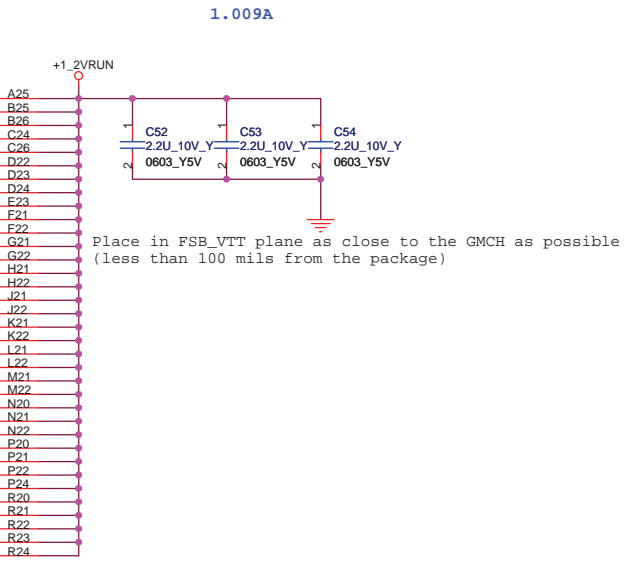 1.009A
+1_2VRUN
A25
B25
B26
C24
C26
D22
D23
D24
E23
F21
F22
G21
G22
H21
H22
J21
J22
K21
K22
L21
L22
M21
M22
N20
N21
N22
P20
P21
P22
P24
R20
R21
R22
R23
R24
1
C52
2.2U_10V_Y
2
0603_Y5V
1
C53
2.2U_10V_Y
2
0603_Y5V
1
C54
2.2U_10V_Y
2
0603_Y5V
Place in FSB_VTT plane as close to the GMCH as possible
(less than 100 mils from the package)